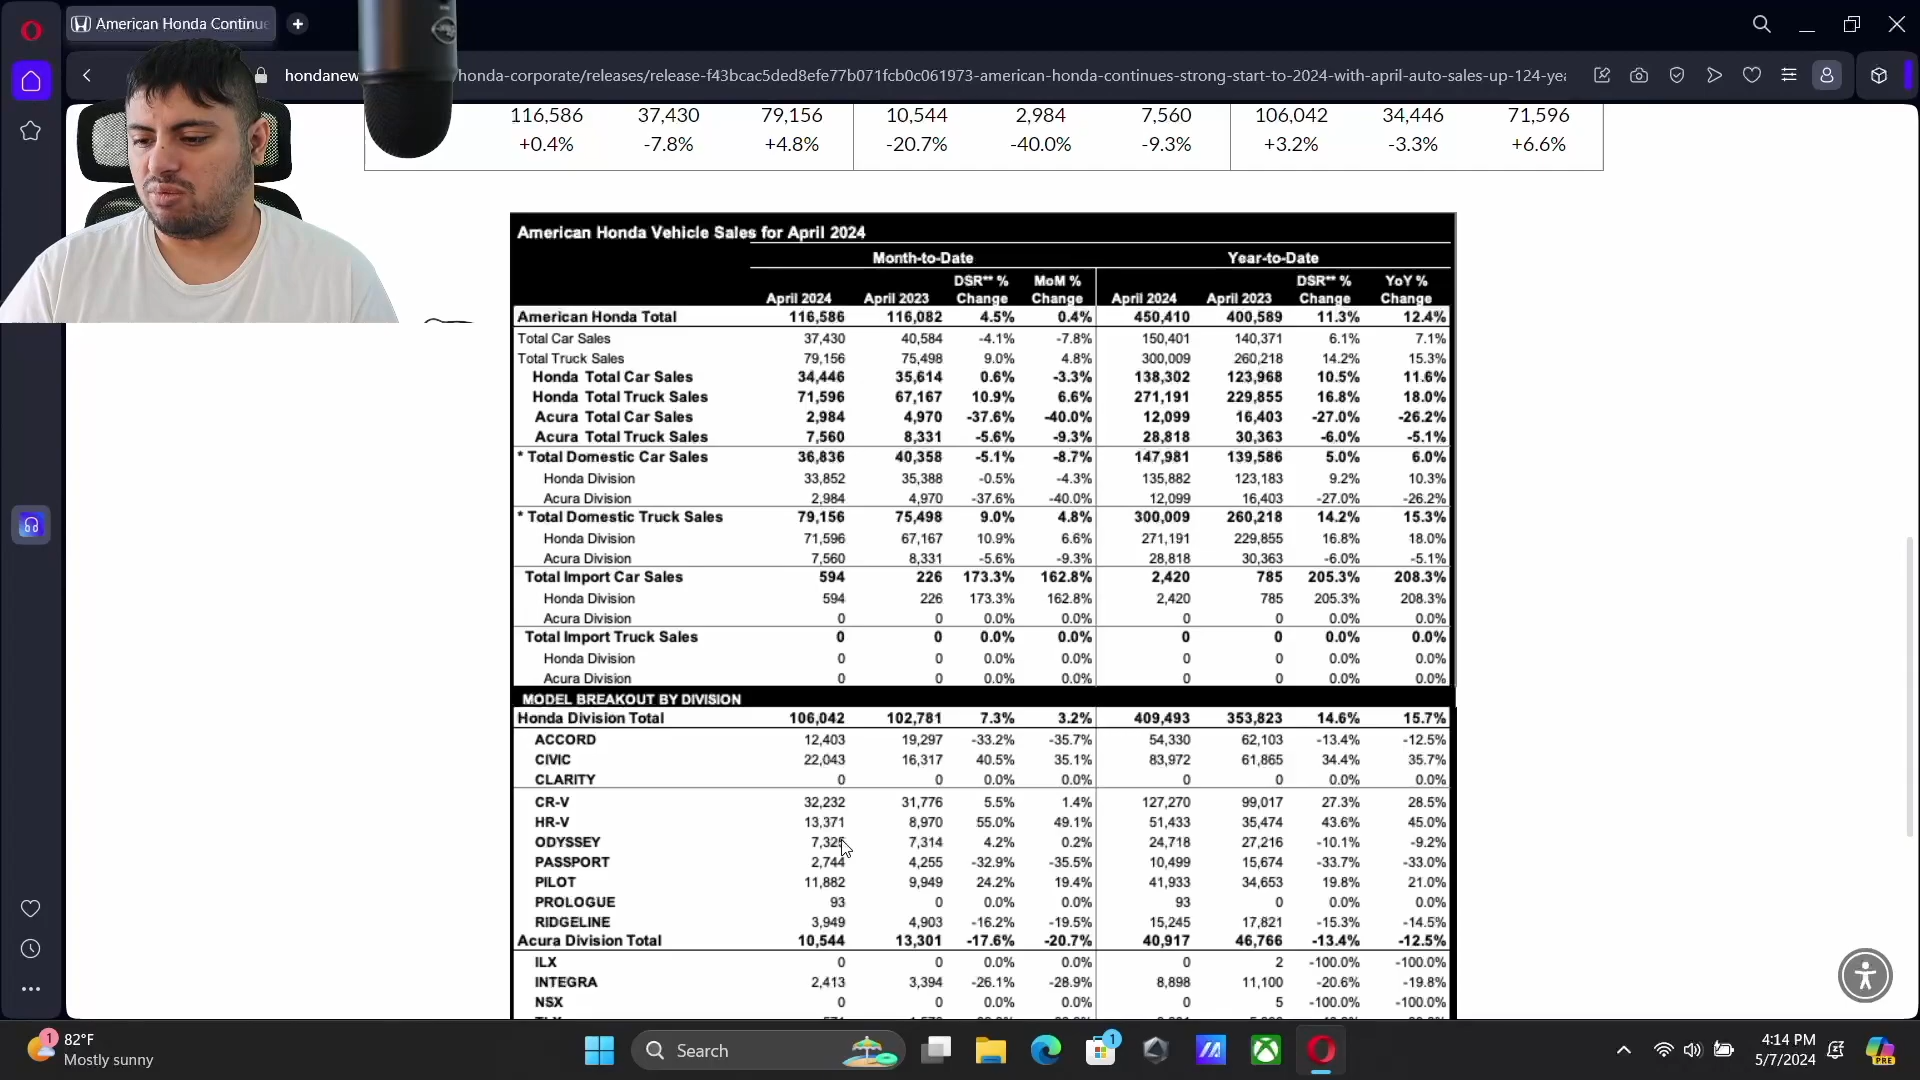 American Honda Continue
hondanew
honda-corporate/releases/release-f43bcac5ded8efe77b071fcb0c061973-american-honda-continues-strong-start-to-2024-with-april-auto-sales-up-124-yea
116,586 37,430 79,156 10,544 2,984 7,560 106,042 34,446 71,596
+0.4% -7.8% +4.8% -20.7% -40.0% -9.3% +3.2% -3.3% +6.6%
American Honda Vehicle Sales for April 2024
Month-to-Date Year-to-Date
DSR** % MoM % DSR** % YoY %
April 2024 April 2023 Change Change April 2024 April 2023 Change Change
American Honda Total 116,586 116,082 4.5% 0.4% 450,410 400,589 11.3% 12.4%
Total Car Sales 37,430 40,584 -4.1% -7.8% 150,401 140,371 6.1% 7.1%
Total Truck Sales 79,156 75,498 9.0% 4.8% 300,009 260,218 14.2% 15.3%
Honda Total Car Sales 34,446 35,614 0.6% -3.3% 138,302 123,968 10.5% 11.6%
Honda Total Truck Sales 71,596 67,167 10.9% 6.6% 271,191 229,855 16.8% 18.0%
Acura Total Car Sales 2,984 4,970 -37.6% -40.0% 12,099 16,403 -27.0% -26.2%
Acura Total Truck Sales 7,560 8,331 -5.6% -9.3% 28,818 30,363 -6.0% -5.1%
* Total Domestic Car Sales 36,836 40,358 -5.1% -8.7% 147,981 139,586 5.0% 6.0%
Honda Division 33,852 35,388 -0.5% -4.3% 135,882 123,183 9.2% 10.3%
Acura Division 2,984 4,970 -37.6% -40.0% 12,099 16,403 -27.0% -26.2%
* Total Domestic Truck Sales 79,156 75,498 9.0% 4.8% 300,009 260,218 14.2% 15.3%
Honda Division 71,596 67,167 10.9% 6.6% 271,191 229,855 16.8% 18.0%
Acura Division 7,560 8,331 -5.6% -9.3% 28,818 30,363 -6.0% -5.1%
Total Import Car Sales 594 226 173.3% 162.8% 2,420 785 205.3% 208.3%
Honda Division 594 226 173.3% 162.8% 2,420 785 205.3% 208.3%
Acura Division 0 0 0.0% 0.0% 0 0 0.0% 0.0%
Total Import Truck Sales 0 0 0.0% 0.0% 0 0 0.0% 0.0%
Honda Division 0 0 0.0% 0.0% 0 0 0.0% 0.0%
Acura Division 0 0 0.0% 0.0% 0 0 0.0% 0.0%
MODEL BREAKOUT BY DIVISION
Honda Division Total 106,042 102,781 7.3% 3.2% 409,493 353,823 14.6% 15.7%
ACCORD 12,403 19,297 -33.2% -35.7% 54,330 62,103 -13.4% -12.5%
CIVIC 22,043 16,317 40.5% 35.1% 83,972 61,865 34.4% 35.7%
CLARITY 0 0 0.0% 0.0% 0 0 0.0% 0.0%
CR-V 32,232 31,776 5.5% 1.4% 127,270 99,017 27.3% 28.5%
HR-V 13,371 8,970 55.0% 49.1% 51,433 35,474 43.6% 45.0%
ODYSSEY 7,314 4.2% 0.2% 24,718 27,216 -10.1% -9.2%
PASSPORT 2,744 4,255 -32.9% -35.5% 10,499 15,674 -33.7% -33.0%
PILOT 11,882 9,949 24.2% 19.4% 41,933 34,653 19.8% 21.0%
PROLOGUE 93 0 0.0% 0.0% 93 0 0.0% 0.0%
RIDGELINE 3,949 4,903 -16.2% -19.5% 15,245 17,821 -15.3% -14.5%
Acura Division Total 10,544 13,301 -17.6% -20.7% 40,917 46,766 -13.4% -12.5%
ILX 0 0 0.0% 0.0% 0 2 -100.0% -100.0%
INTEGRA 2,413 3,394 -26.1% -28.9% 8,898 11,100 -20.6% -19.8%
NSX 0 0 0.0% 0.0% 0 5 -100.0% -100.0%
1
82°F
Mostly sunny
Search
1
PRE
4:14 PM
5/7/2024